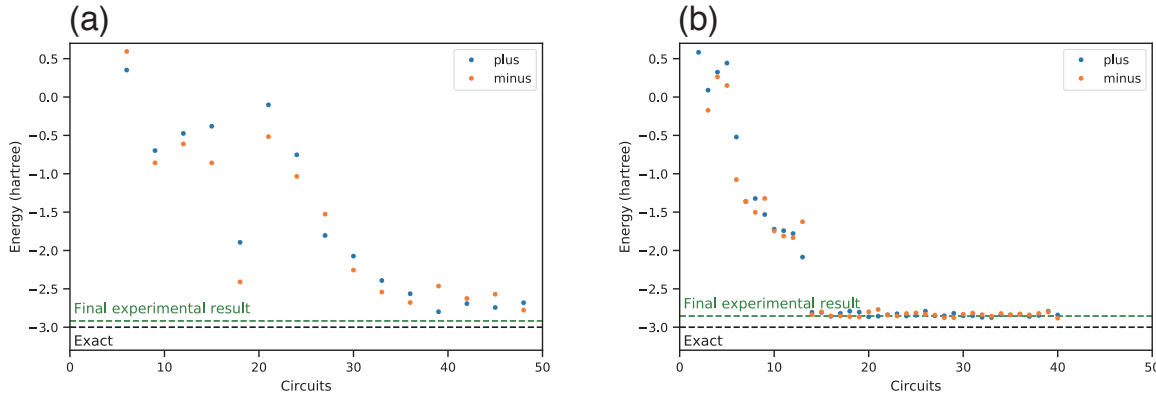 (a)
0.5
0.0
−0.5
−1.0
−1.5
−2.0
−2.5
−3.0
Energy (hartree)
plus
minus
Final experimental result
Exact
0 10 20 30 40 50
Circuits
(b)
0.5
0.0
−0.5
−1.0
−1.5
−2.0
−2.5
−3.0
Energy (hartree)
plus
minus
Final experimental result
Exact
0 10 20 30 40 50
Circuits